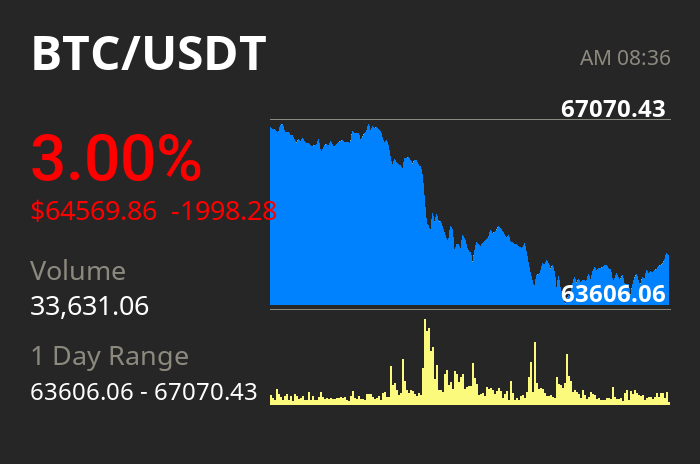 BTC/USDT
AM 08:36
67070.43
3.00%
$64569.86 -1998.28
Volume
33,631.06
63606.06
1 Day Range
63606.06 - 67070.43